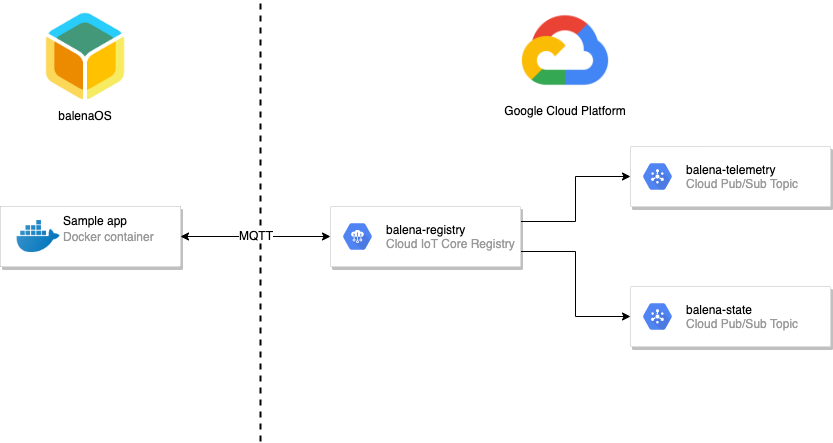 balenaOS
Google Cloud Platform
balena-telemetry
Cloud Pub/Sub Topic
Sample app
Docker container
MQTT
balena-registry
Cloud IoT Core Registry
balena-state
Cloud Pub/Sub Topic